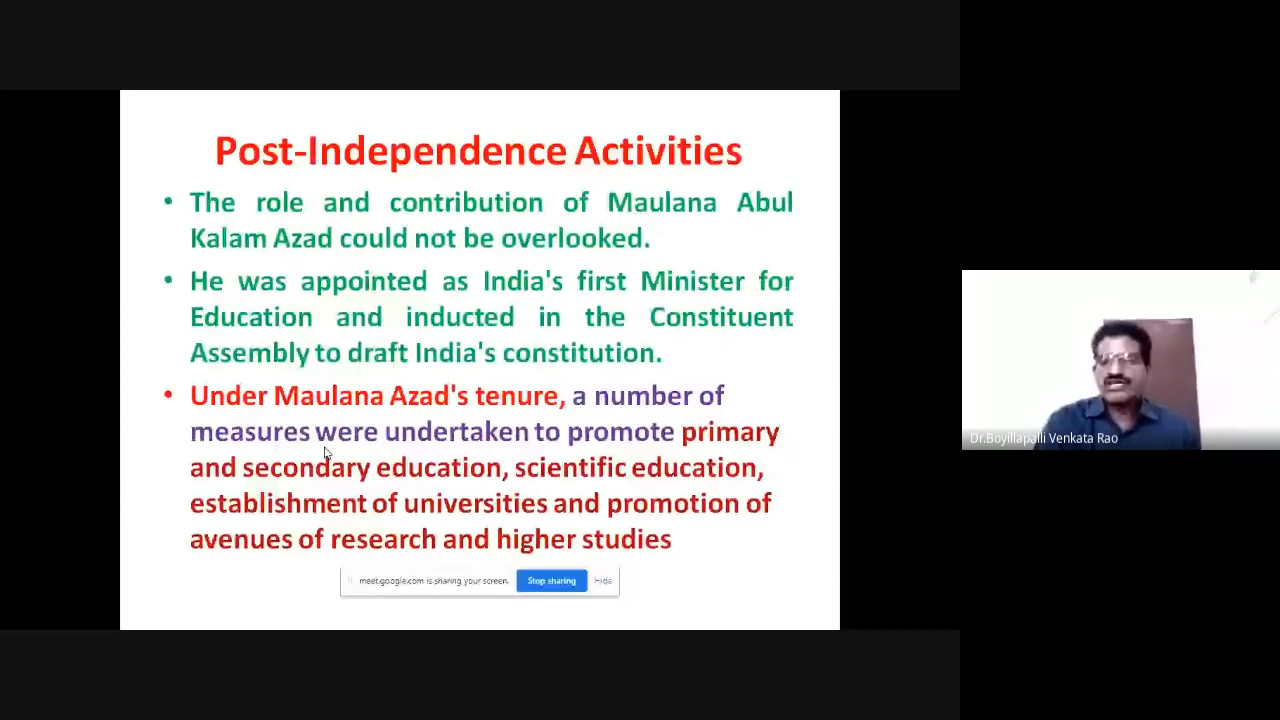 Post-Independence Activities
• The role and contribution of Maulana Abul
Kalam Azad could not be overlooked.
• He was appointed as India's first Minister for
Education and inducted in the Constituent
Assembly to draft India's constitution.
• Under Maulana Azad's tenure, a number of
measures were undertaken to promote primary
and secondary education, scientific education,
establishment of universities and promotion of
avenues of research and higher studies
meet.google.com is sharing your screen. Stop sharing Hide
Dr.Boyillapalli Venkata Rao